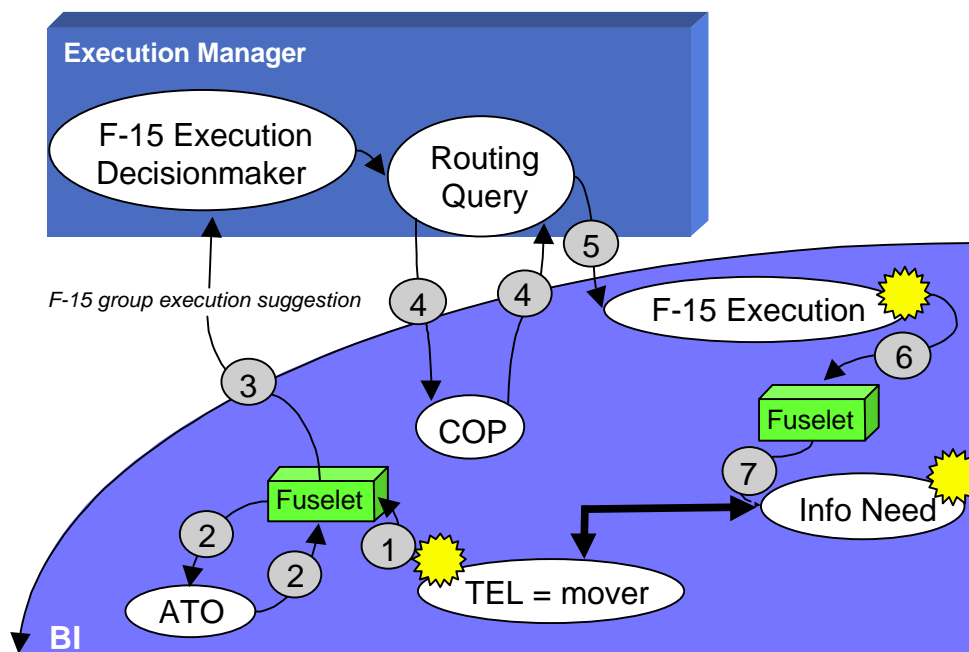 Execution Manager
F-15 Execution
Decisionmaker
Routing
Query
5
F-15 group execution suggestion
4
4
F-15 Execution
6
3
COP
Fuselet
7
Fuselet
Info Need
2
2
1
ATO
TEL = mover
BI